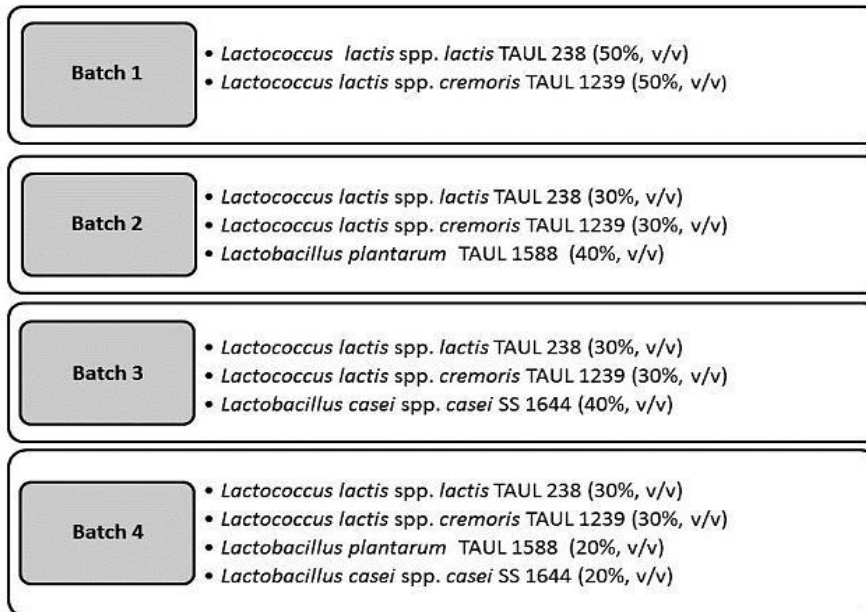 Batch 1
• Lactococcus lactis spp. lactis TAUL 238 (50%, v/v)
• Lactococcus lactis spp. cremoris TAUL 1239 (50%, v/v)
Batch 2
• Lactococcus lactis spp. lactis TAUL 238 (30%, v/v)
• Lactococcus lactis spp. cremoris TAUL 1239 (30%, v/v)
• Lactobacillus plantarum TAUL 1588 (40%, v/v)
Batch 3
• Lactococcus lactis spp. lactis TAUL 238 (30%, v/v)
• Lactococcus lactis spp. cremoris TAUL 1239 (30%, v/v)
• Lactobacillus casei spp. casei SS 1644 (40%, v/v)
Batch 4
• Lactococcus lactis spp. lactis TAUL 238 (30%, v/v)
• Lactococcus lactis spp. cremoris TAUL 1239 (30%, v/v)
• Lactobacillus plantarum TAUL 1588 (20%, v/v)
• Lactobacillus casei spp. casei SS 1644 (20%, v/v)